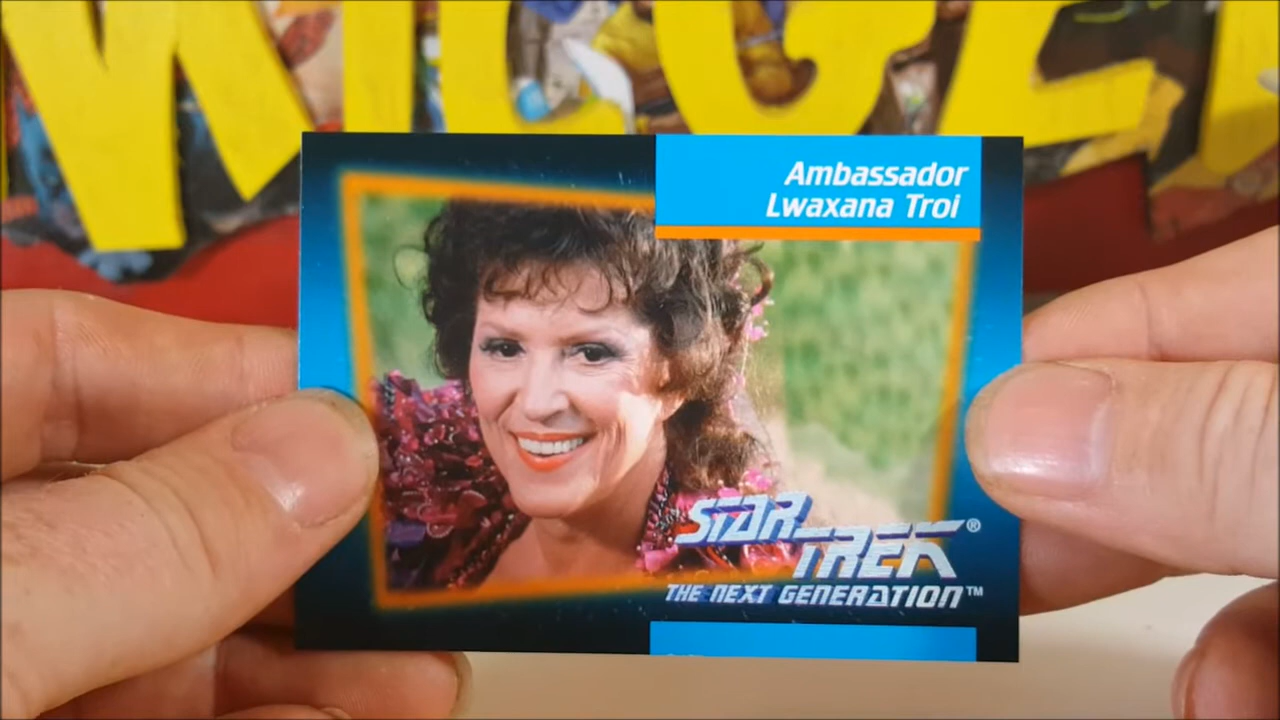 Ambassador
Lwaxana Troi
STAR
TREK®
THE NEXT GENERATION™